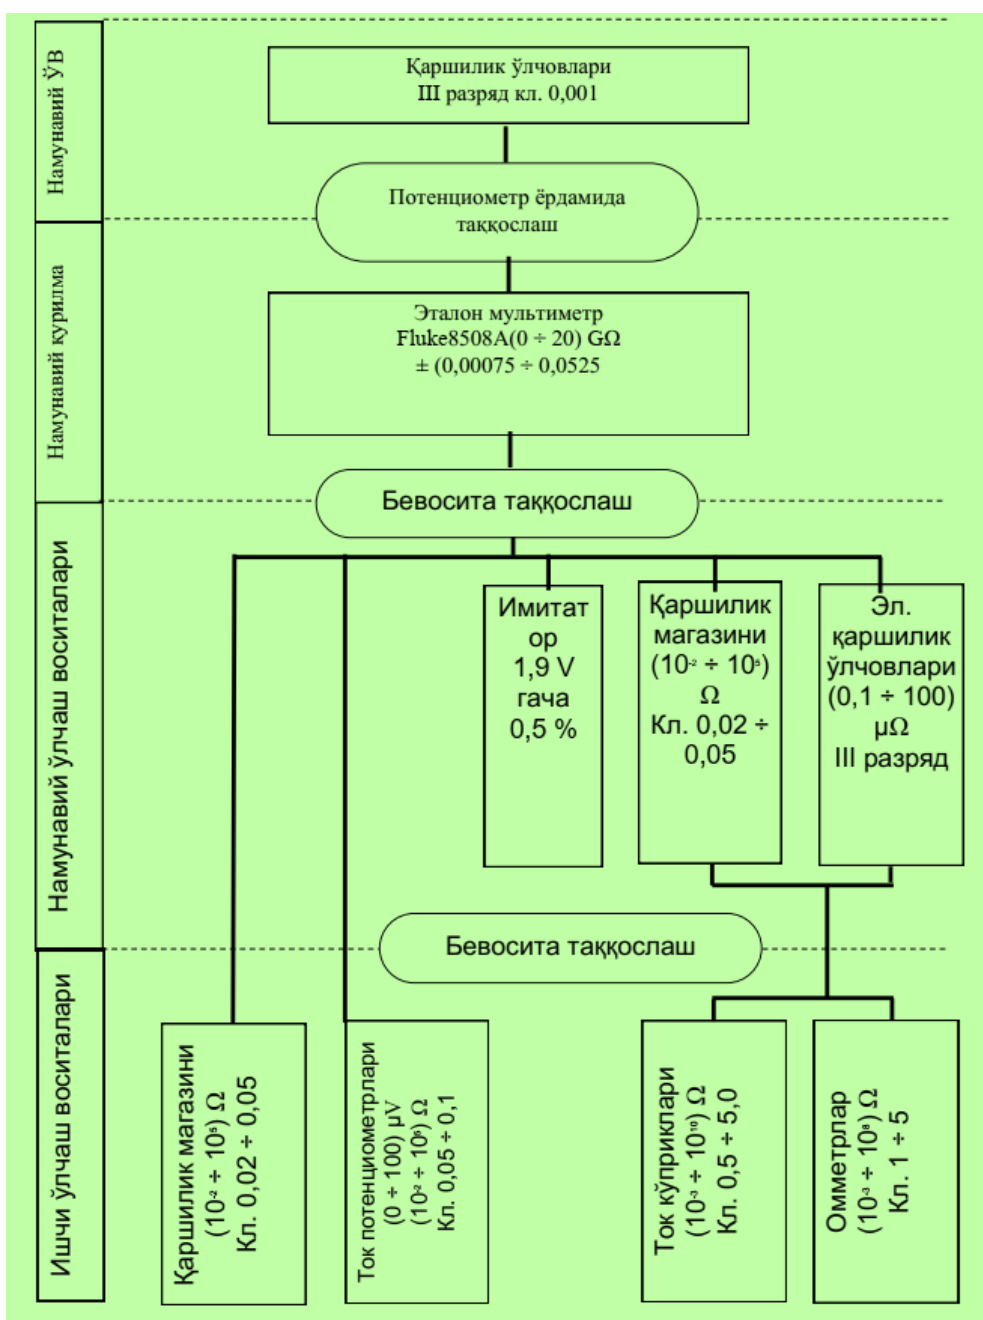 Намунавий ЎВ
Қаршилик ўлчовлари
III разряд кл. 0,001
Потенциометр ёрдамида
таққослаш
Намунавий курилма
Эталон мультиметр
Fluke8508A(0 ÷ 20) GΩ
± (0,00075 ÷ 0,0525
Бевосита таққослаш
Намунавий ўлчаш воситалари
Имитат
ор
1,9 V
гача
0,5 %
Қаршилик
магазини
(10⁻² ÷ 10⁵)
Ω
Кл. 0,02 ÷
0,05
Эл.
қаршилик
ўлчовлари
(0,1 ÷ 100)
μΩ
III разряд
Бевосита таққослаш
Ишчи ўлчаш воситалари
Қаршилик магазини
(10⁻² ÷ 10⁵) Ω
Кл. 0,02 ÷ 0,05
Ток потенциометрлари
(0 ÷ 100) μV
(10⁻² ÷ 10⁶) Ω
Кл. 0,05 ÷ 0,1
Ток кўприклари
(10⁻³ ÷ 10¹⁰) Ω
Кл. 0,5 ÷ 5,0
Омметрлар
(10⁻³ ÷ 10⁸) Ω
Кл. 1 ÷ 5